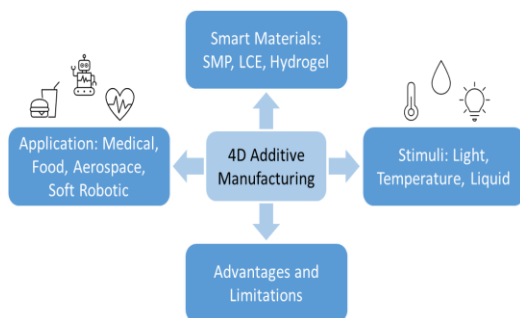 Smart Materials:
SMP, LCE, Hydrogel
Application: Medical,
Food, Aerospace,
Soft Robotic
4D Additive
Manufacturing
Stimuli: Light,
Temperature, Liquid
Advantages and
Limitations